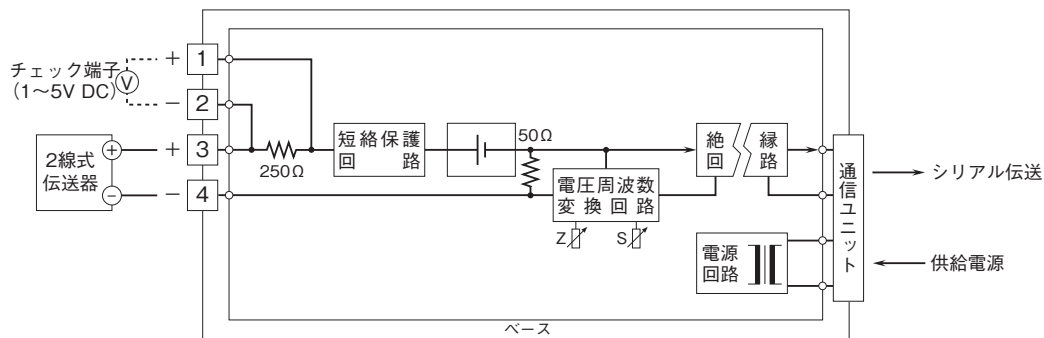 チェック端子
（1～5V DC）
V
+
1
−
2
2線式
伝送器
+
−
+
3
−
4
250Ω
短絡保護
回路
50Ω
電圧周波数
変換回路
Z
S
絶縁
回路
電源
回路
通信ユニット
シリアル伝送
供給電源
ベース